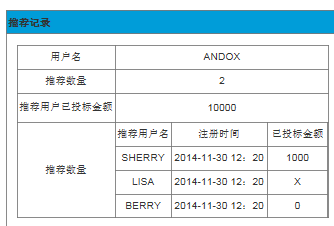 推荐记录
用户名 ANDOX
推荐数量 2
推荐用户已投标金额 10000
推荐数量
推荐用户名 注册时间 已投标金额
SHERRY 2014-11-30 12：20 1000
LISA 2014-11-30 12：20 X
BERRY 2014-11-30 12：20 0